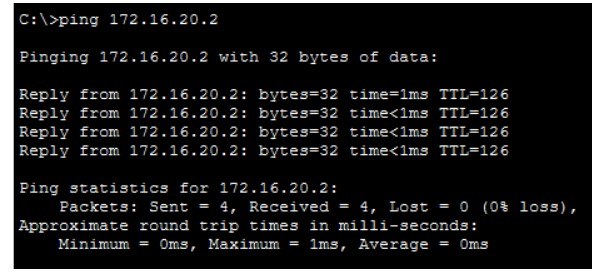 C:\>ping 172.16.20.2
Pinging 172.16.20.2 with 32 bytes of data:
Reply from 172.16.20.2: bytes=32 time=1ms TTL=126
Reply from 172.16.20.2: bytes=32 time<1ms TTL=126
Reply from 172.16.20.2: bytes=32 time<1ms TTL=126
Reply from 172.16.20.2: bytes=32 time<1ms TTL=126
Ping statistics for 172.16.20.2:
Packets: Sent = 4, Received = 4, Lost = 0 (0% loss),
Approximate round trip times in milli-seconds:
Minimum = 0ms, Maximum = 1ms, Average = 0ms